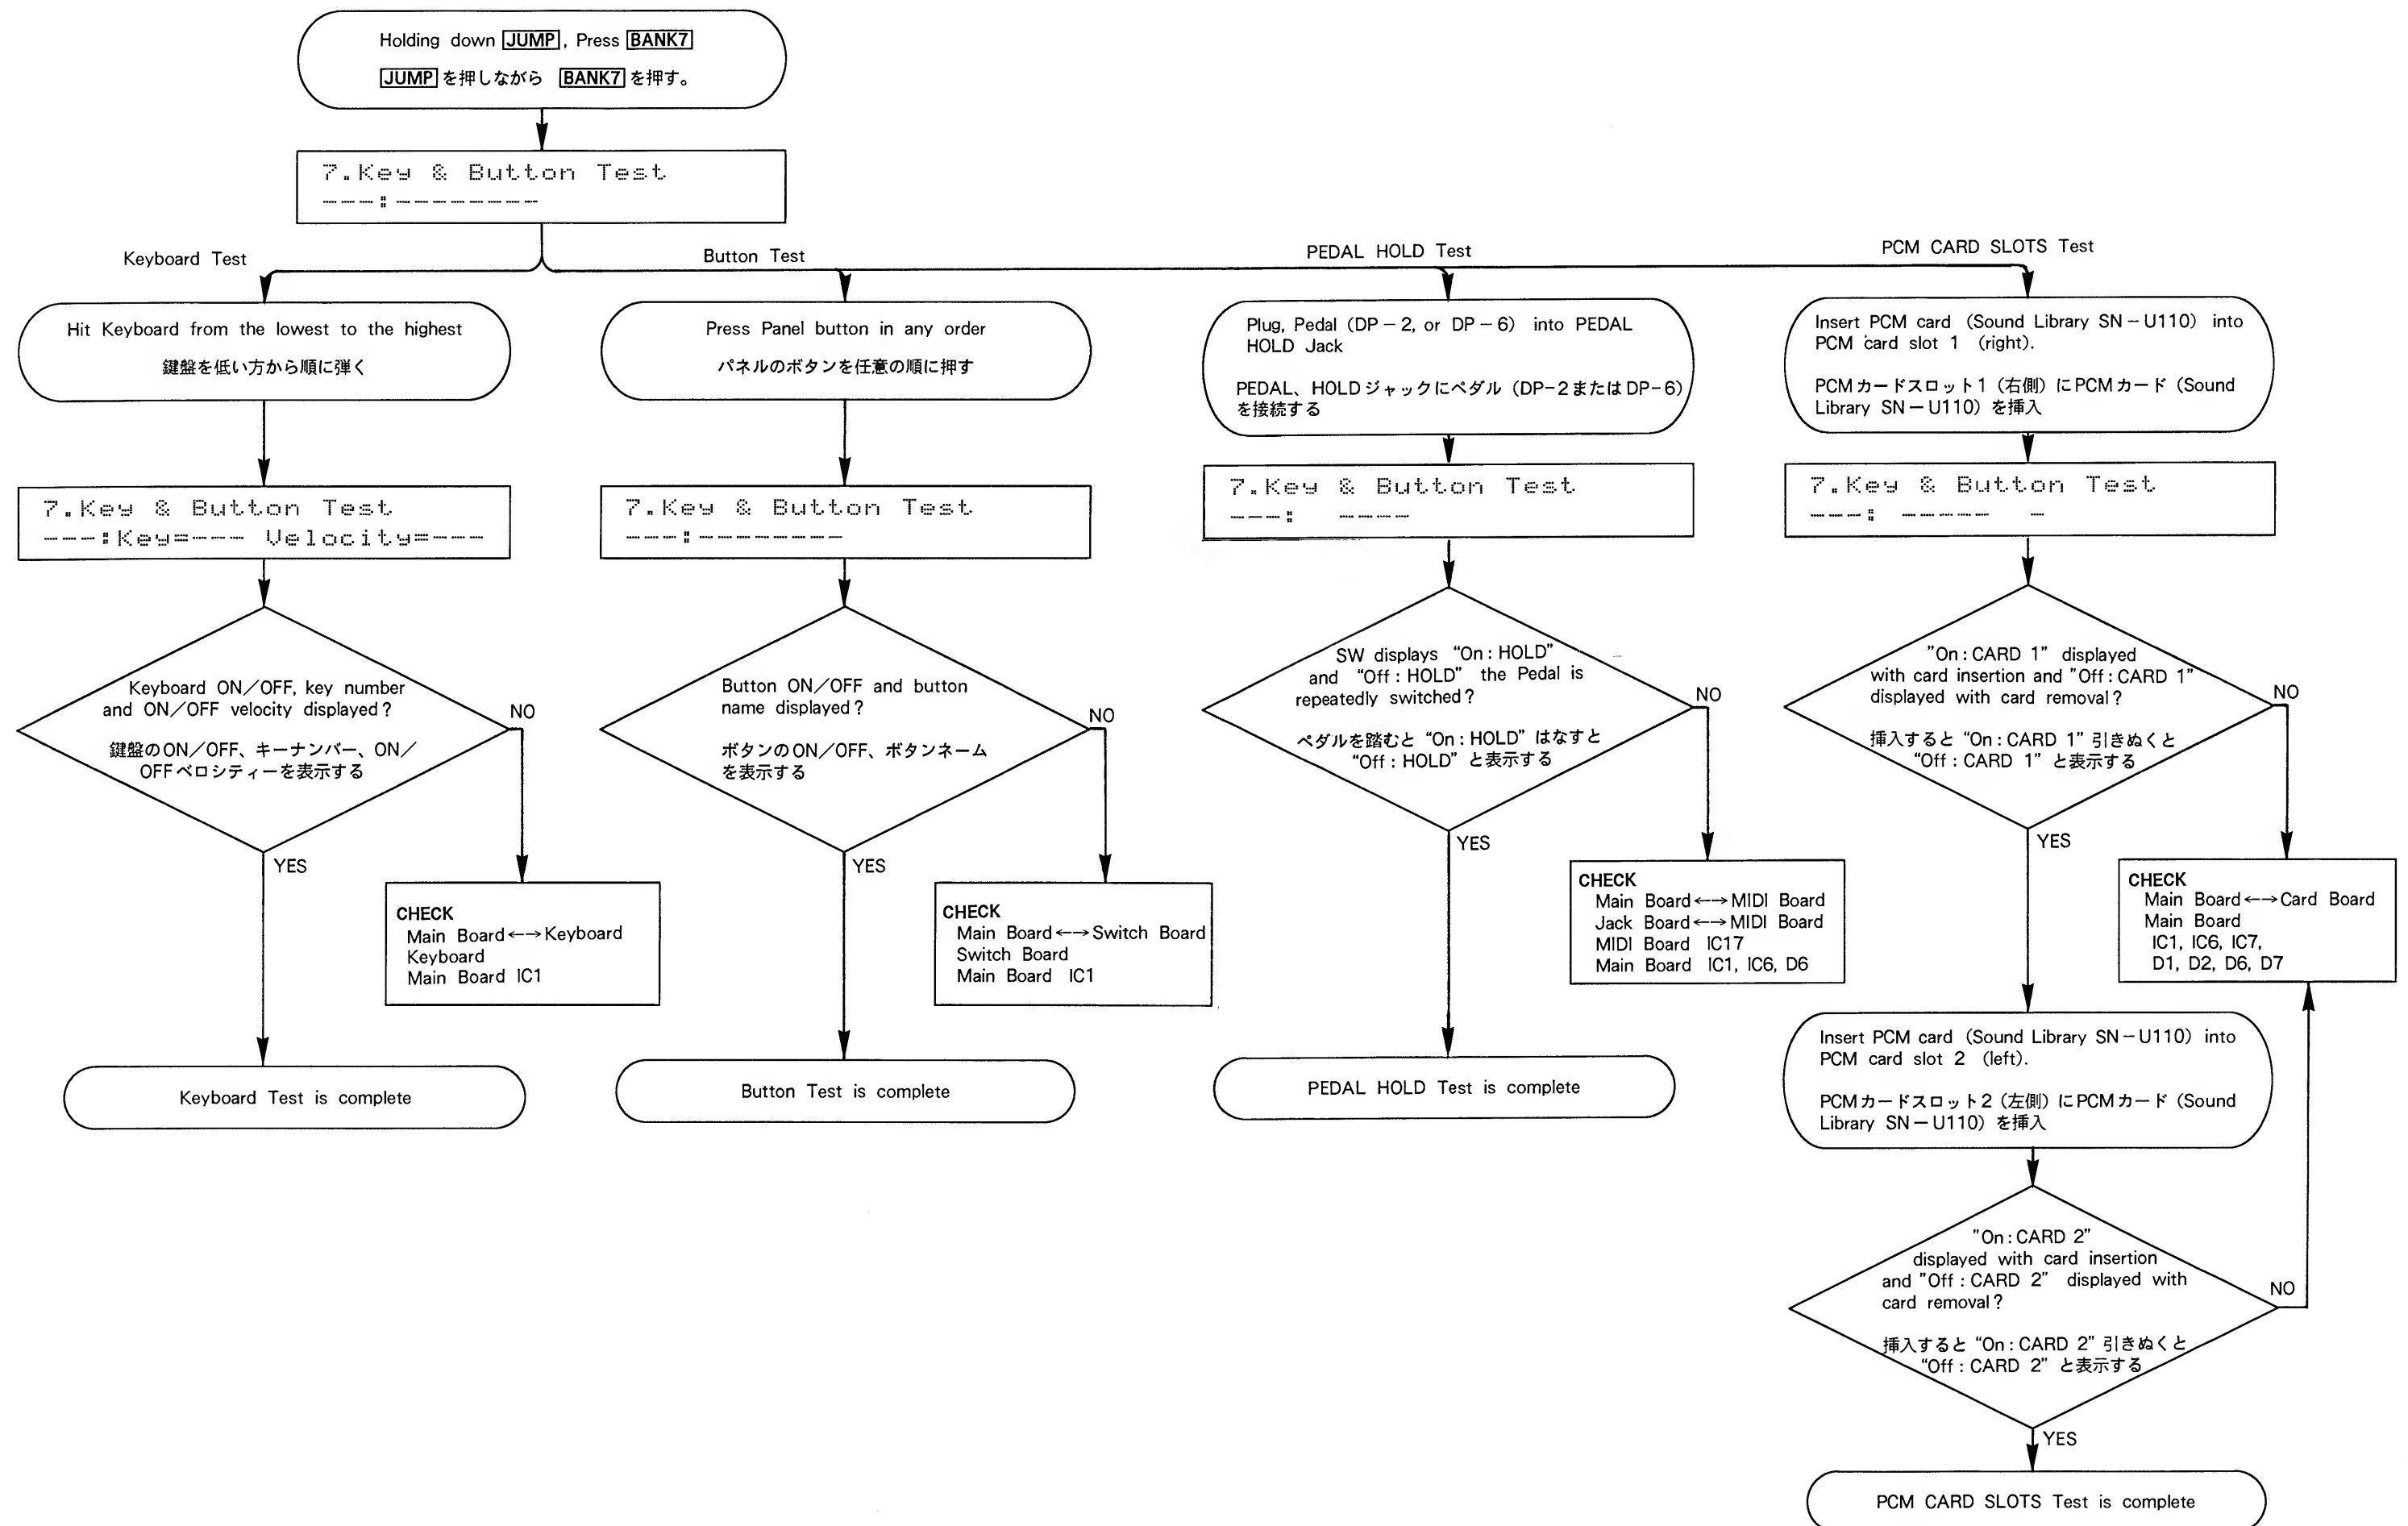 Holding down JUMP, Press BANK7
JUMPを押しながら BANK7を押す。
7.Key & Button Test
---:--------
Keyboard Test
Hit Keyboard from the lowest to the highest
鍵盤を低い方から順に弾く
7.Key & Button Test
---:Key=--- Velocity=---
Keyboard ON/OFF, key number
and ON/OFF velocity displayed?
鍵盤のON/OFF、キーナンバー、ON/
OFFベロシティーを表示する
NO
YES
CHECK
Main Board←→Keyboard
Keyboard
Main Board IC1
Keyboard Test is complete
Button Test
Press Panel button in any order
パネルのボタンを任意の順に押す
7.Key & Button Test
---:--------
Button ON/OFF and button
name displayed?
ボタンのON/OFF、ボタンネーム
を表示する
NO
YES
CHECK
Main Board←→Switch Board
Switch Board
Main Board IC1
Button Test is complete
PEDAL HOLD Test
Plug, Pedal (DP-2, or DP-6) into PEDAL
HOLD Jack
PEDAL、HOLDジャックにペダル(DP-2またはDP-6)
を接続する
7.Key & Button Test
---: ----
SW displays “On:HOLD”
and “Off:HOLD” the Pedal is
repeatedly switched?
ペダルを踏むと“On:HOLD”はなすと
“Off:HOLD”と表示する
NO
YES
CHECK
Main Board←→MIDI Board
Jack Board←→MIDI Board
MIDI Board IC17
Main Board IC1, IC6, D6
PEDAL HOLD Test is complete
PCM CARD SLOTS Test
Insert PCM card (Sound Library SN-U110) into
PCM card slot 1 (right).
PCMカードスロット1(右側)にPCMカード(Sound
Library SN-U110)を挿入
7.Key & Button Test
---: ----- -
”On:CARD 1” displayed
with card insertion and ”Off:CARD 1”
displayed with card removal?
挿入すると“On:CARD 1”引きぬくと
“Off:CARD 1”と表示する
NO
YES
CHECK
Main Board←→Card Board
Main Board
IC1, IC6, IC7,
D1, D2, D6, D7
Insert PCM card (Sound Library SN-U110) into
PCM card slot 2 (left).
PCMカードスロット2(左側)にPCMカード(Sound
Library SN-U110)を挿入
”On:CARD 2”
displayed with card insertion
and ”Off:CARD 2” displayed with
card removal?
挿入すると“On:CARD 2”引きぬくと
“Off:CARD 2”と表示する
NO
YES
PCM CARD SLOTS Test is complete